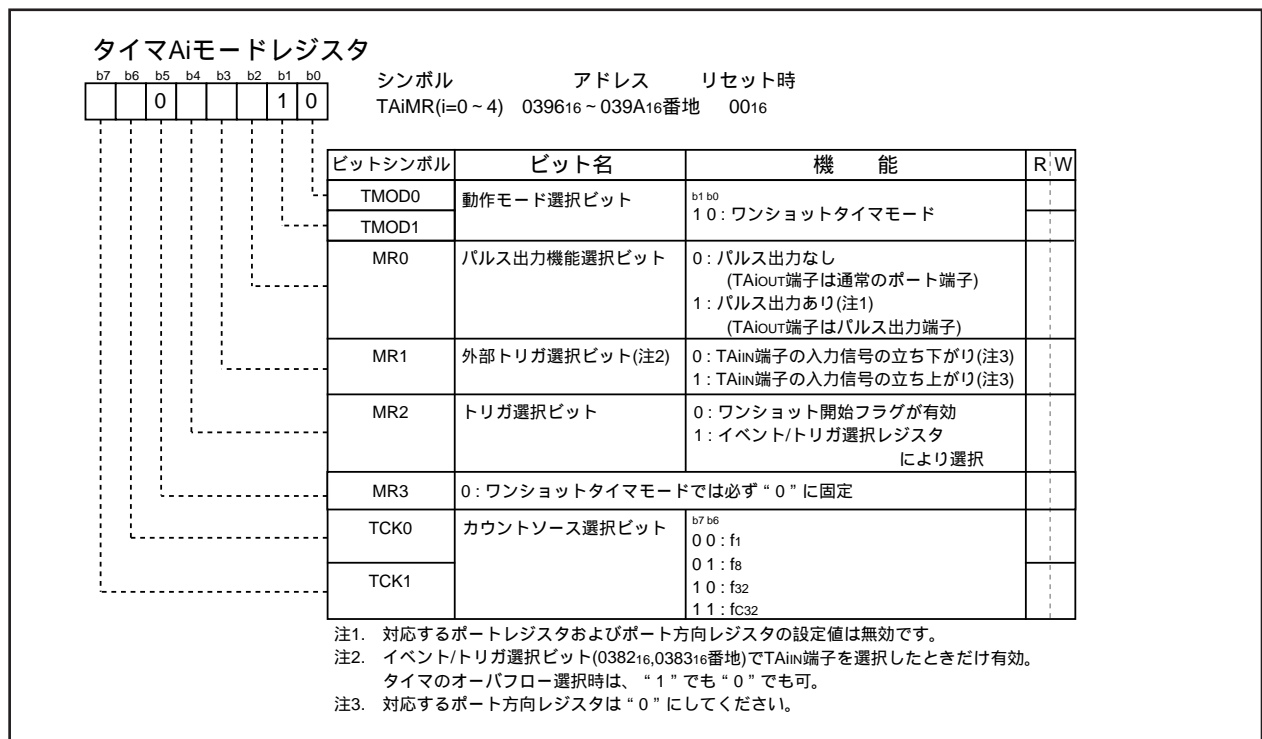 タイマAiモードレジスタ
b7 b6 b5 b4 b3 b2 b1 b0
0 1 0
シンボル アドレス リセット時
TAiMR(i=0 ~ 4) 039616 ~ 039A16番地 0016
ビットシンボル ビット名 機 能 R W
TMOD0 動作モード選択ビット b1 b0
1 0 : ワンショットタイマモード
TMOD1
MR0 パルス出力機能選択ビット 0 : パルス出力なし
(TAiOUT端子は通常のポート端子)
1 : パルス出力あり(注1)
(TAiOUT端子はパルス出力端子)
MR1 外部トリガ選択ビット(注2) 0 : TAiIN端子の入力信号の立ち下がり(注3)
1 : TAiIN端子の入力信号の立ち上がり(注3)
MR2 トリガ選択ビット 0 : ワンショット開始フラグが有効
1 : イベント/トリガ選択レジスタ
により選択
MR3 0 : ワンショットタイマモードでは必ず “ 0 ” に固定
TCK0 カウントソース選択ビット b7 b6
0 0 : f1
0 1 : f8
TCK1 1 0 : f32
1 1 : fC32
注1. 対応するポートレジスタおよびポート方向レジスタの設定値は無効です。
注2. イベント/トリガ選択ビット(038216,038316番地)でTAiIN端子を選択したときだけ有効。
タイマのオーバフロー選択時は、“ 1 ” でも “ 0 ” でも可。
注3. 対応するポート方向レジスタは “ 0 ” にしてください。